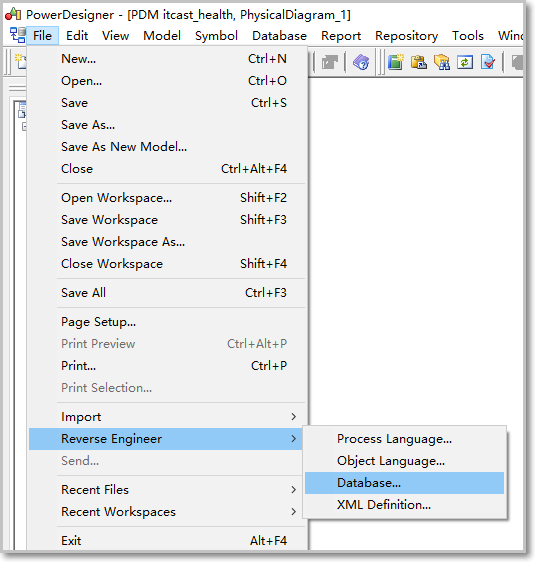 PowerDesigner - [PDM itcast_health, PhysicalDiagram_1]
File Edit View Model Symbol Database Report Repository Tools Wind
New... Ctrl+N
Open... Ctrl+O
Save Ctrl+S
Save As...
Save As New Model...
Close Ctrl+Alt+F4
Open Workspace... Shift+F2
Save Workspace Shift+F3
Save Workspace As...
Close Workspace Shift+F4
Save All Ctrl+F3
Page Setup...
Print Preview Ctrl+Alt+P
Print... Ctrl+P
Print Selection...
Import
Reverse Engineer
Process Language...
Object Language...
Database...
XML Definition...
Send...
Recent Files
Recent Workspaces
Exit Alt+F4